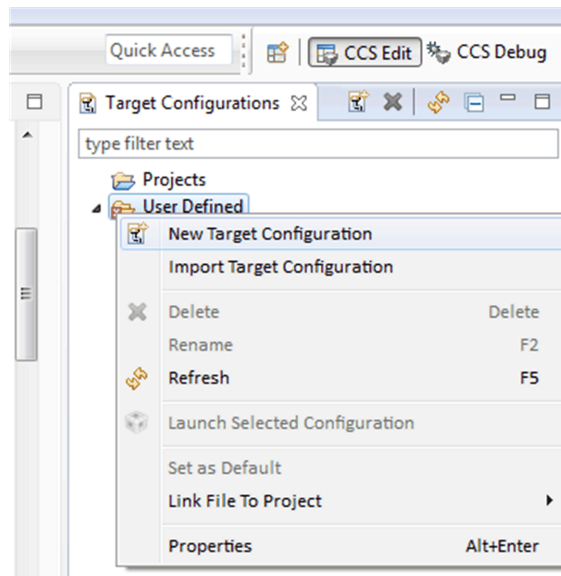 Quick Access CCS Edit CCS Debug
Target Configurations
type filter text
Projects
User Defined
New Target Configuration
Import Target Configuration
Delete Delete
Rename F2
Refresh F5
Launch Selected Configuration
Set as Default
Link File To Project
Properties Alt+Enter